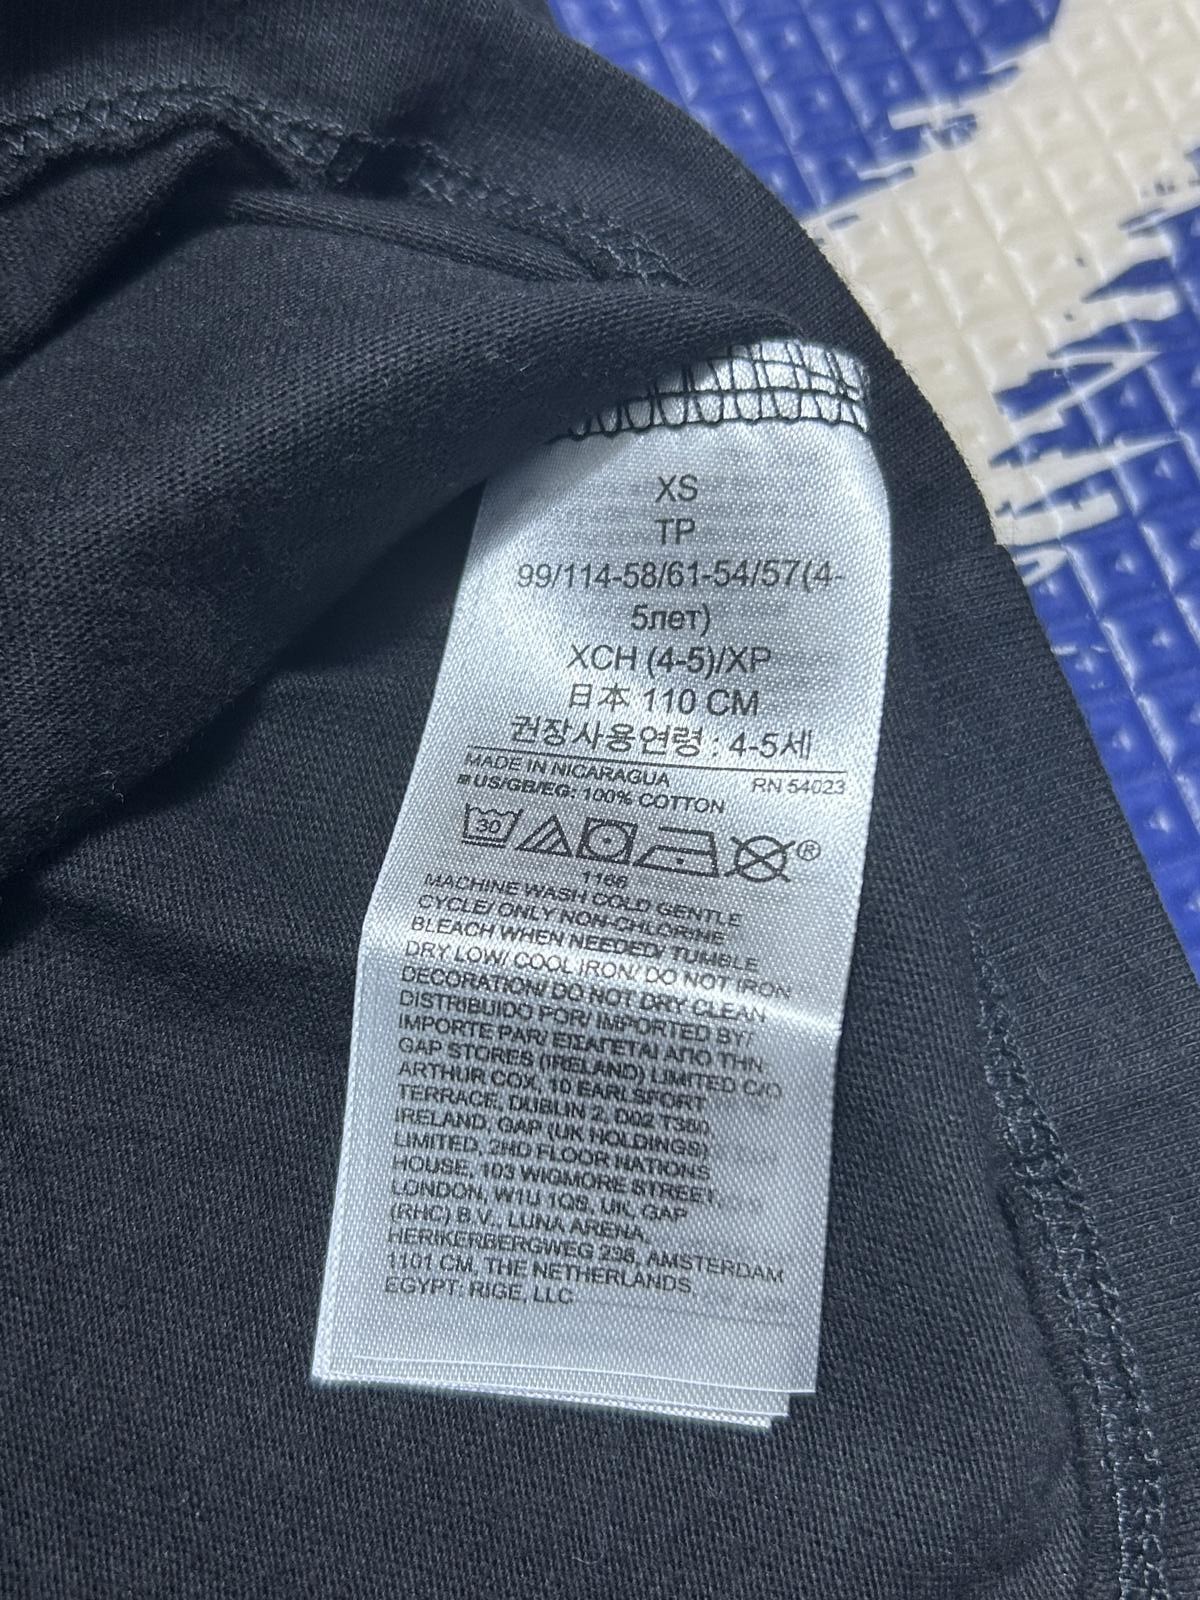 XS
TP
99/114-58/61-54/57(4-
5лет)
XCH (4-5)/XP
日本 110 CM
권장사용연령 : 4-5세
MADE IN NICARAGUA RN 54023
US/GB/EG: 100% COTTON
30 ®
1166
MACHINE WASH COLD GENTLE
CYCLE/ ONLY NON-CHLORINE
BLEACH WHEN NEEDED/ TUMBLE
DRY LOW/ COOL IRON/ DO NOT IRON
DECORATION/ DO NOT DRY CLEAN
DISTRIBUIDO POR/ IMPORTED BY/
IMPORTE PAR/ ΕΙΣΑΓΕΤΑΙ ΑΠΟ ΤΗΝ
GAP STORES (IRELAND) LIMITED C/O
ARTHUR COX, 10 EARLSFORT
TERRACE, DUBLIN 2, D02 T380,
IRELAND, GAP (UK HOLDINGS)
LIMITED, 2ND FLOOR NATIONS
HOUSE, 103 WIGMORE STREET,
LONDON, W1U 1QS, UK, GAP
(RHC) B.V., LUNA ARENA,
HERIKERBERGWEG 238, AMSTERDAM
1101 CM, THE NETHERLANDS,
EGYPT: RIGE, LLC